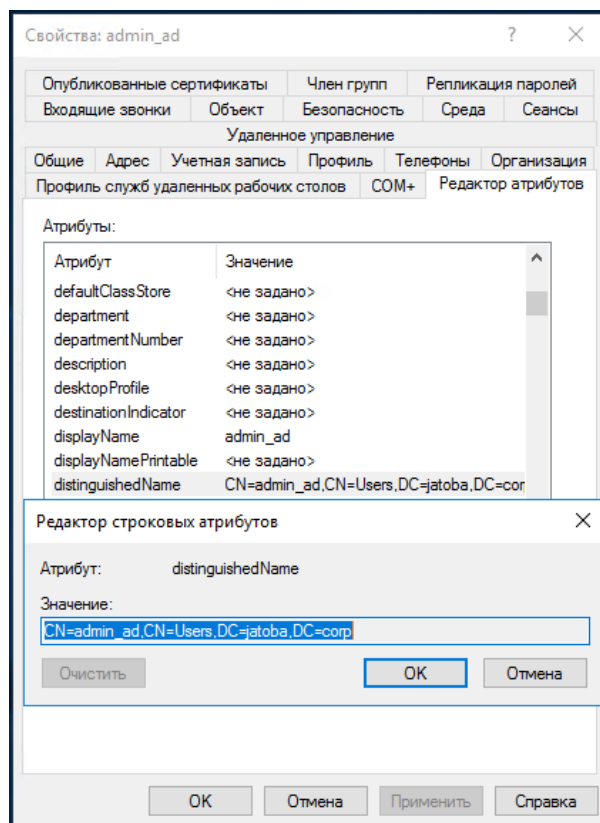 Свойства: admin_ad ? ×
Опубликованные сертификаты Член групп Репликация паролей
Входящие звонки Объект Безопасность Среда Сеансы
Удаленное управление
Общие Адрес Учетная запись Профиль Телефоны Организация
Профиль служб удаленных рабочих столов COM+ Редактор атрибутов
Атрибуты:
Атрибут Значение
defaultClassStore <не задано>
department <не задано>
departmentNumber <не задано>
description <не задано>
desktopProfile <не задано>
destinationIndicator <не задано>
displayName admin_ad
displayNamePrintable <не задано>
distinguishedName CN=admin_ad,CN=Users,DC=jatoba,DC=corp
Редактор строковых атрибутов ×
Атрибут: distinguishedName
Значение:
CN=admin_ad,CN=Users,DC=jatoba,DC=corp
Очистить OK Отмена
OK Отмена Применить Справка